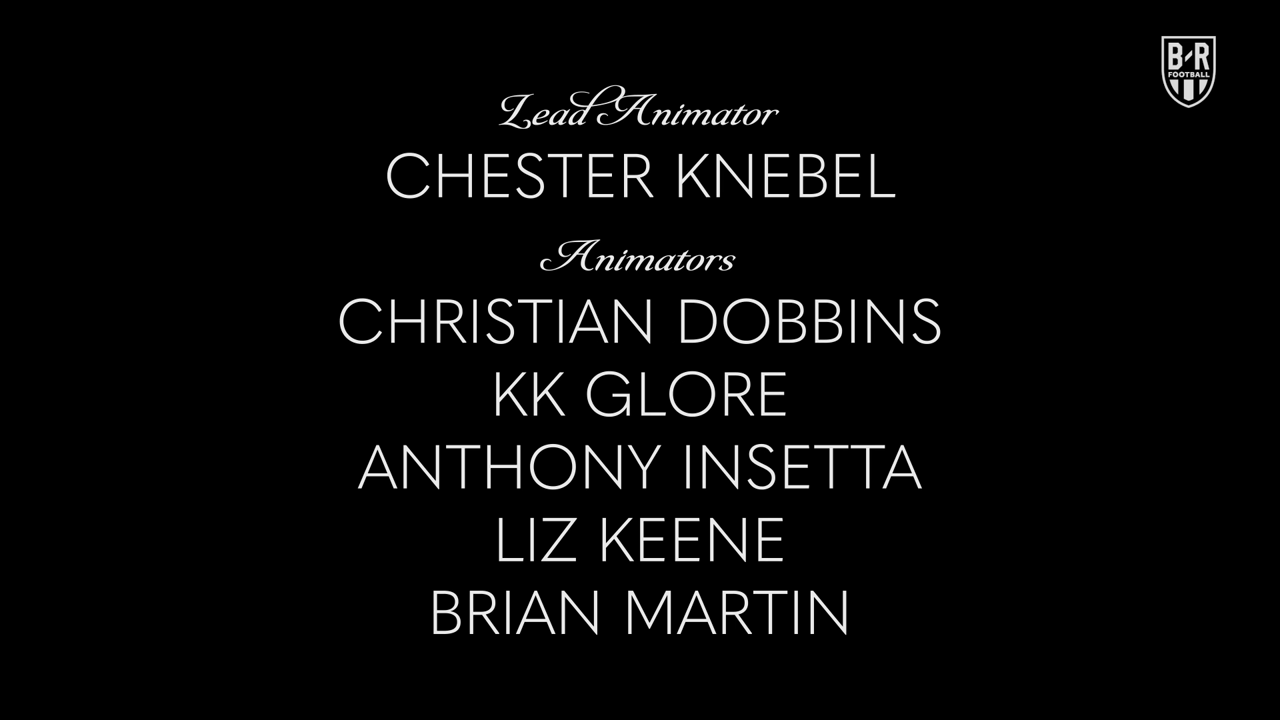 B/R
FOOTBALL
Lead Animator
CHESTER KNEBEL
Animators
CHRISTIAN DOBBINS
KK GLORE
ANTHONY INSETTA
LIZ KEENE
BRIAN MARTIN